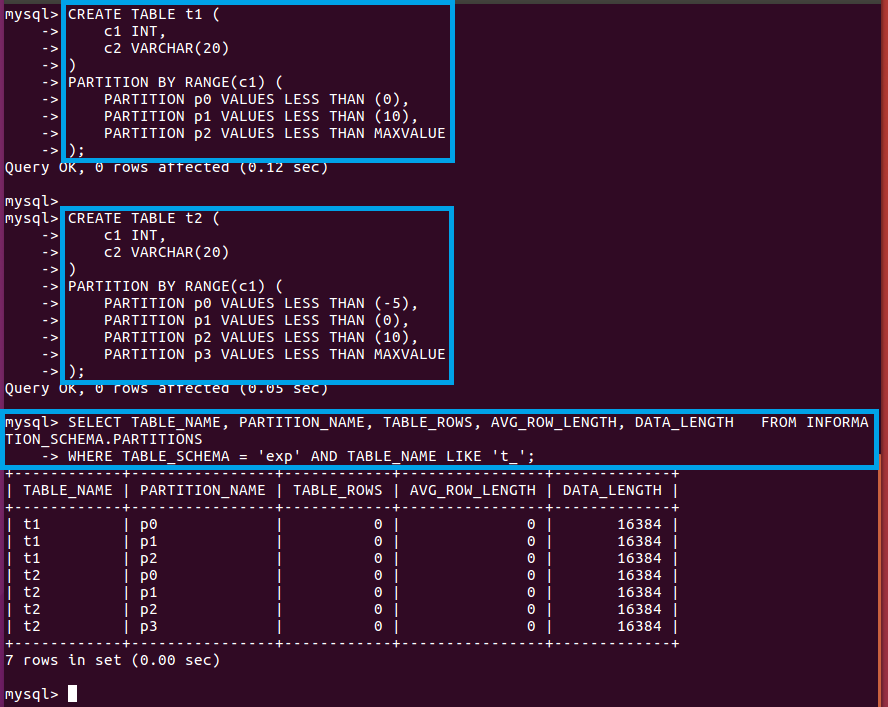 mysql> CREATE TABLE t1 (
    ->     c1 INT,
    ->     c2 VARCHAR(20)
    -> )
    -> PARTITION BY RANGE(c1) (
    ->     PARTITION p0 VALUES LESS THAN (0),
    ->     PARTITION p1 VALUES LESS THAN (10),
    ->     PARTITION p2 VALUES LESS THAN MAXVALUE
    -> );
Query OK, 0 rows affected (0.12 sec)
mysql>
mysql> CREATE TABLE t2 (
    ->     c1 INT,
    ->     c2 VARCHAR(20)
    -> )
    -> PARTITION BY RANGE(c1) (
    ->     PARTITION p0 VALUES LESS THAN (-5),
    ->     PARTITION p1 VALUES LESS THAN (0),
    ->     PARTITION p2 VALUES LESS THAN (10),
    ->     PARTITION p3 VALUES LESS THAN MAXVALUE
    -> );
Query OK, 0 rows affected (0.05 sec)
mysql> SELECT TABLE_NAME, PARTITION_NAME, TABLE_ROWS, AVG_ROW_LENGTH, DATA_LENGTH   FROM INFORMA
TION_SCHEMA.PARTITIONS
    -> WHERE TABLE_SCHEMA = 'exp' AND TABLE_NAME LIKE 't_';
+------------+----------------+------------+----------------+-------------+
| TABLE_NAME | PARTITION_NAME | TABLE_ROWS | AVG_ROW_LENGTH | DATA_LENGTH |
+------------+----------------+------------+----------------+-------------+
| t1         | p0             |          0 |              0 |       16384 |
| t1         | p1             |          0 |              0 |       16384 |
| t1         | p2             |          0 |              0 |       16384 |
| t2         | p0             |          0 |              0 |       16384 |
| t2         | p1             |          0 |              0 |       16384 |
| t2         | p2             |          0 |              0 |       16384 |
| t2         | p3             |          0 |              0 |       16384 |
+------------+----------------+------------+----------------+-------------+
7 rows in set (0.00 sec)
mysql>